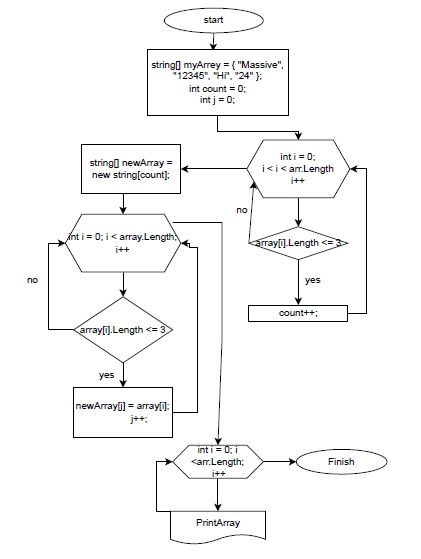 start
string[] myArrey = { "Massive",
"12345", "Hi", "24" };
int count = 0;
int j = 0;
int i = 0;
i < i < arr.Length
i++
string[] newArray =
new string[count];
no
array[i].Length <= 3
yes
count++;
int i = 0; i < array.Length;
i++
no
array[i].Length <= 3
yes
newArray[j] = array[i];
j++;
int i = 0; i
<arr.Length;
i++
Finish
PrintArray